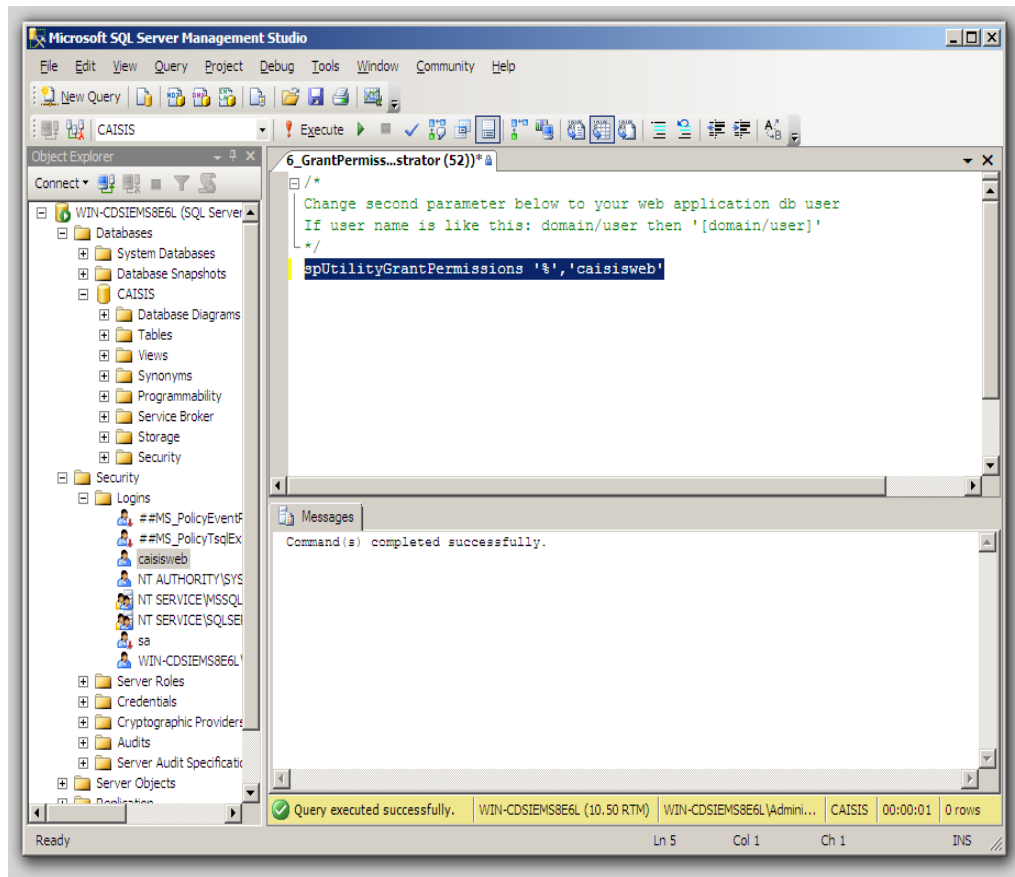 Microsoft SQL Server Management Studio
File Edit View Query Project Debug Tools Window Community Help
New Query
CAISIS Execute
Object Explorer
6_GrantPermiss...strator (52))*
Connect
/*
Change second parameter below to your web application db user
If user name is like this: domain/user then '[domain/user]'
*/
spUtilityGrantPermissions '%','caisisweb'
WIN-CDSIEMS8E6L (SQL Server
Databases
System Databases
Database Snapshots
CAISIS
Database Diagrams
Tables
Views
Synonyms
Programmability
Service Broker
Storage
Security
Security
Logins
##MS_PolicyEventP
##MS_PolicyTsqlEx
caisisweb
NT AUTHORITY\SYS
NT SERVICE\MSSQL
NT SERVICE\SQLSE
sa
WIN-CDSIEMS8E6L\
Server Roles
Credentials
Cryptographic Providers
Audits
Server Audit Specificatio
Server Objects
Replication
Messages
Command(s) completed successfully.
Query executed successfully. WIN-CDSIEMS8E6L (10.50 RTM) WIN-CDSIEMS8E6L\Admini... CAISIS 00:00:01 0 rows
Ready Ln 5 Col 1 Ch 1 INS